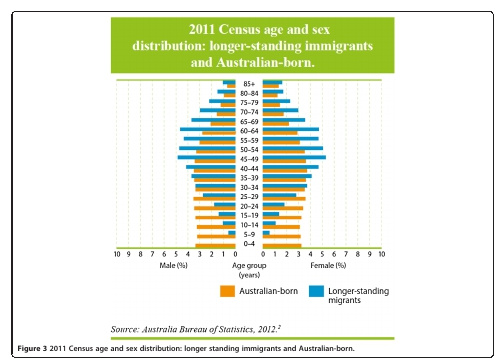 2011 Census age and sex
distribution: longer-standing immigrants
and Australian-born.
85+
80–84
75–79
70–74
65–69
60–64
55–59
50–54
45–49
40–44
35–39
30–34
25–29
20–24
15–19
10–14
5–9
0–4
10 9 8 7 6 5 4 3 2 1 0 0 1 2 3 4 5 6 7 8 9 10
Male (%) Age group Female (%)
(years)
Australian-born Longer-standing
migrants
Source: Australia Bureau of Statistics, 2012.2
Figure 3 2011 Census age and sex distribution: longer standing immigrants and Australian-born.